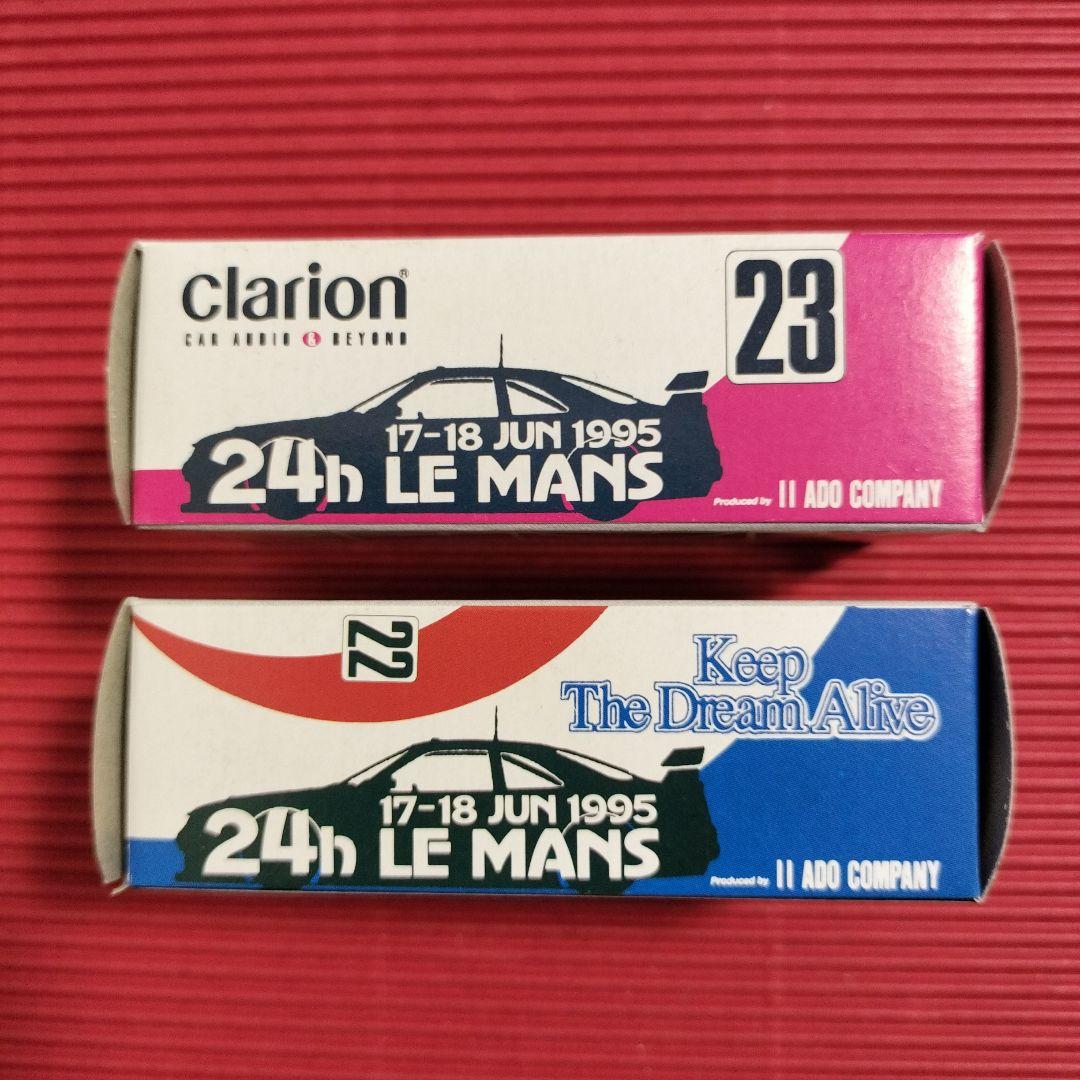 clarion®
CAR AUDIO & BEYOND
23
17-18 JUN 1995
24h LE MANS
Produced by II ADO COMPANY
22
Keep
The Dream Alive
17-18 JUN 1995
24h LE MANS
Produced by II ADO COMPANY